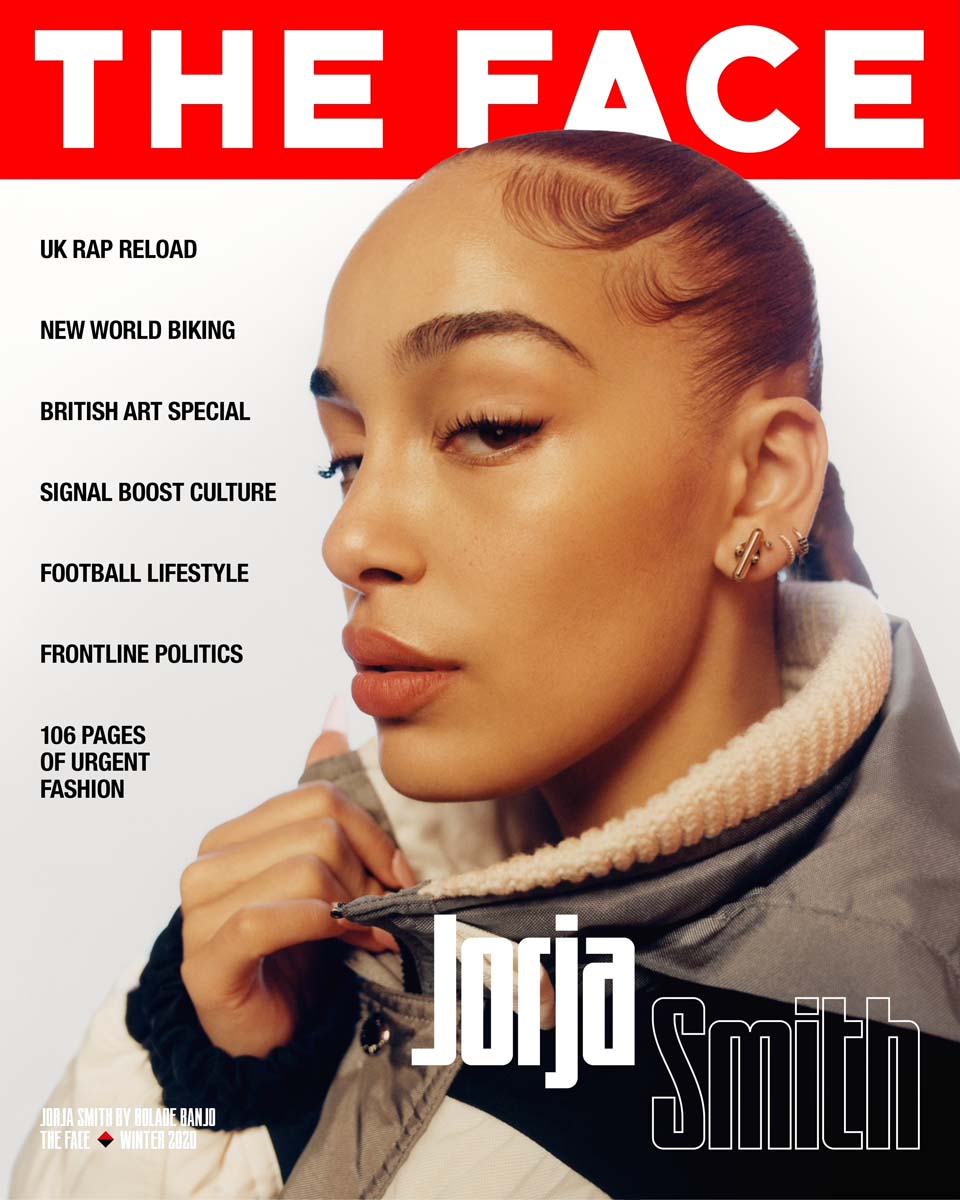 THE FACE
UK RAP RELOAD
NEW WORLD BIKING
BRITISH ART SPECIAL
SIGNAL BOOST CULTURE
FOOTBALL LIFESTYLE
FRONTLINE POLITICS
106 PAGES
OF URGENT
FASHION
Jorja
Smith
JORJA SMITH BY BOLADE BANJO
THE FACE WINTER 2020